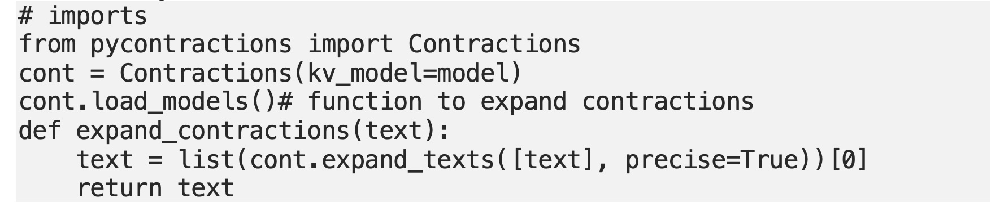 # imports
from pycontractions import Contractions
cont = Contractions(kv_model=model)
cont.load_models()# function to expand contractions
def expand_contractions(text):
    text = list(cont.expand_texts([text], precise=True))[0]
    return text